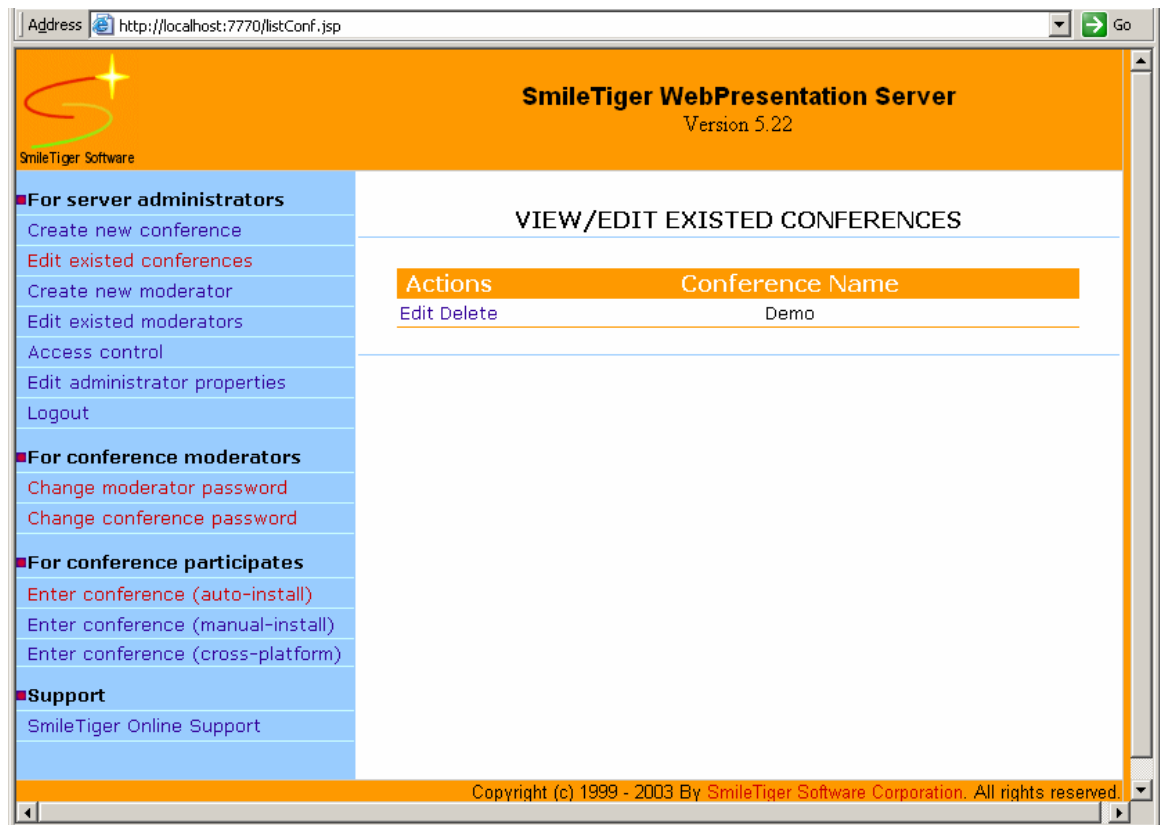 Address http://localhost:7770/listConf.jsp Go
SmileTiger Software
SmileTiger WebPresentation Server
Version 5.22
For server administrators
Create new conference
Edit existed conferences
Create new moderator
Edit existed moderators
Access control
Edit administrator properties
Logout
For conference moderators
Change moderator password
Change conference password
For conference participates
Enter conference (auto-install)
Enter conference (manual-install)
Enter conference (cross-platform)
Support
SmileTiger Online Support
VIEW/EDIT EXISTED CONFERENCES
Actions Conference Name
Edit Delete Demo
Copyright (c) 1999 - 2003 By SmileTiger Software Corporation. All rights reserved.